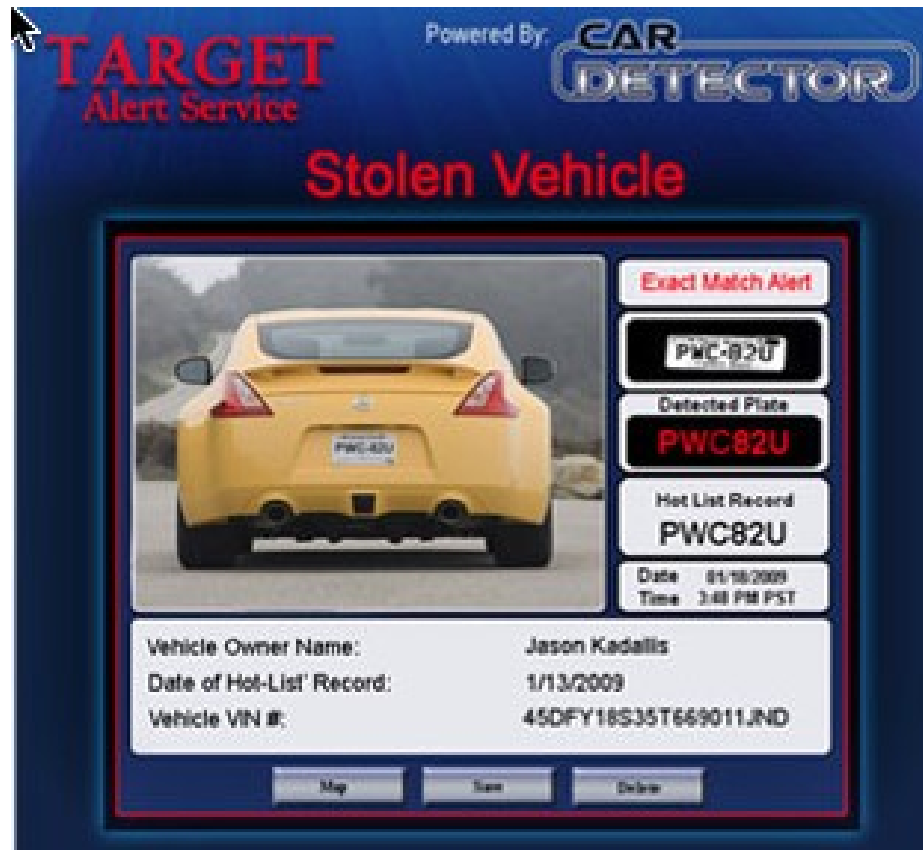 TARGET
Alert Service
Powered By:
CAR
DETECTOR
Stolen Vehicle
Exact Match Alert
PWC-82U
PWC-82U
Detected Plate
PWC82U
Hot List Record
PWC82U
Date 01/18/2009
Time 3:48 PM PST
Vehicle Owner Name: Jason Kadallis
Date of Hot-List' Record: 1/13/2009
Vehicle VIN #: 45DFY18S35T669011JND
Map Save Delete